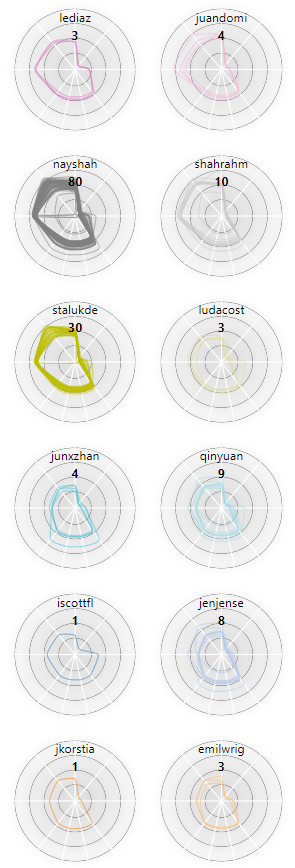 lediaz
3
juandomi
4
nayshah
80
shahrahm
10
stalukde
30
ludacost
3
junxzhan
4
qinyuan
9
iscottfl
1
jenjense
8
jkorstia
1
emilwrig
3